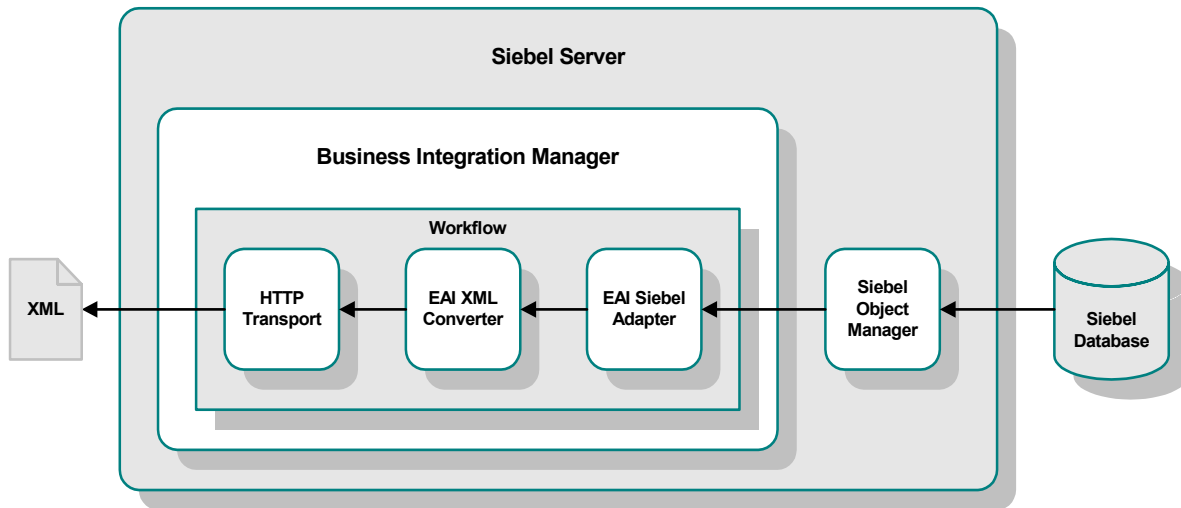 Siebel Server
Business Integration Manager
Workflow
XML
HTTP
Transport
EAI XML
Converter
EAI Siebel
Adapter
Siebel
Object
Manager
Siebel
Database